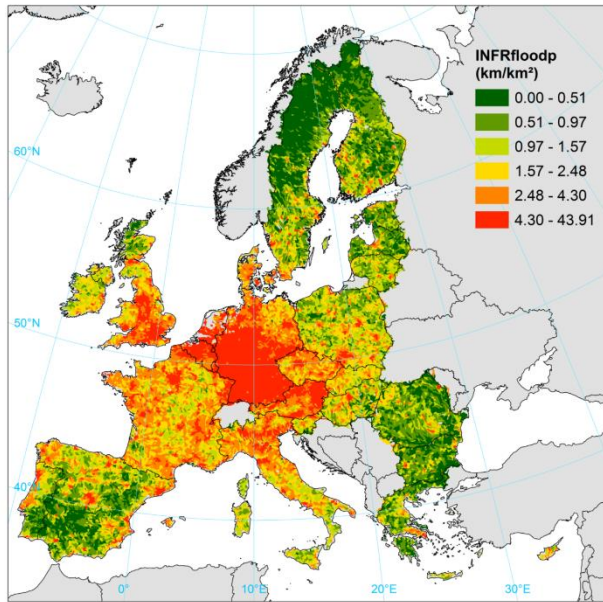 INFRfloodp
(km/km²)
0.00 - 0.51
0.51 - 0.97
0.97 - 1.57
1.57 - 2.48
2.48 - 4.30
4.30 - 43.91
60°N
50°N
40°N
0°
10°E
20°E
30°E